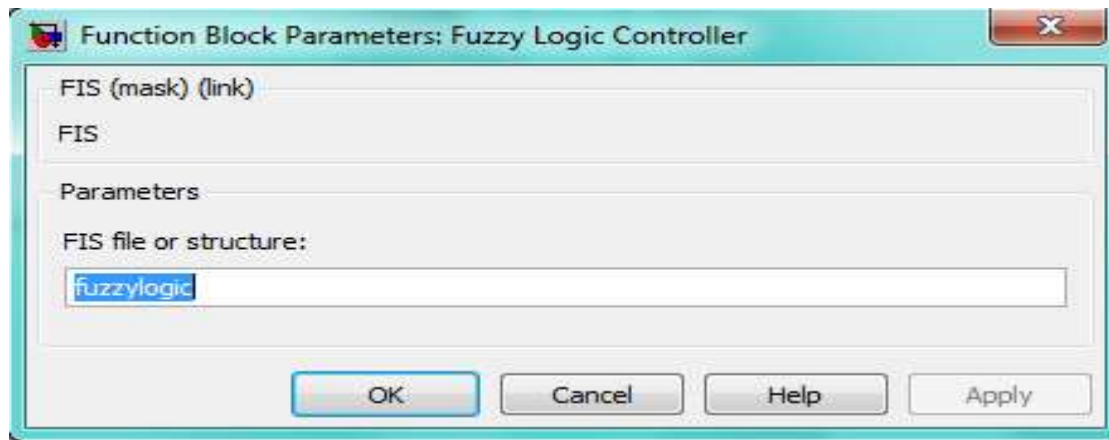 Function Block Parameters: Fuzzy Logic Controller
FIS (mask) (link)
FIS
Parameters
FIS file or structure:
fuzzylogic
OK Cancel Help Apply